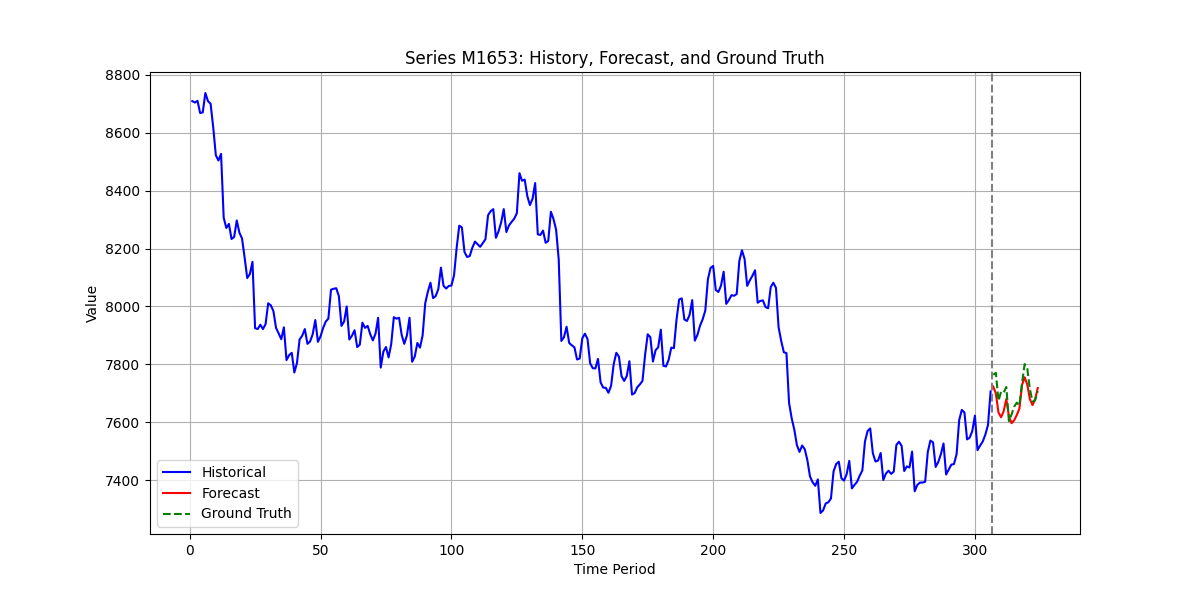 Series M1653: History, Forecast, and Ground Truth
8800
8600
8400
8200
8000
7800
7600
7400
Value
Historical
Forecast
Ground Truth
0
50
100
150
200
250
300
Time Period